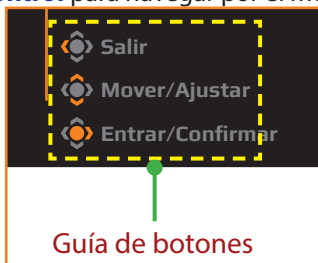 para navegar por el
Salir
Mover/Ajustar
Entrar/Confirmar
Guía de botones